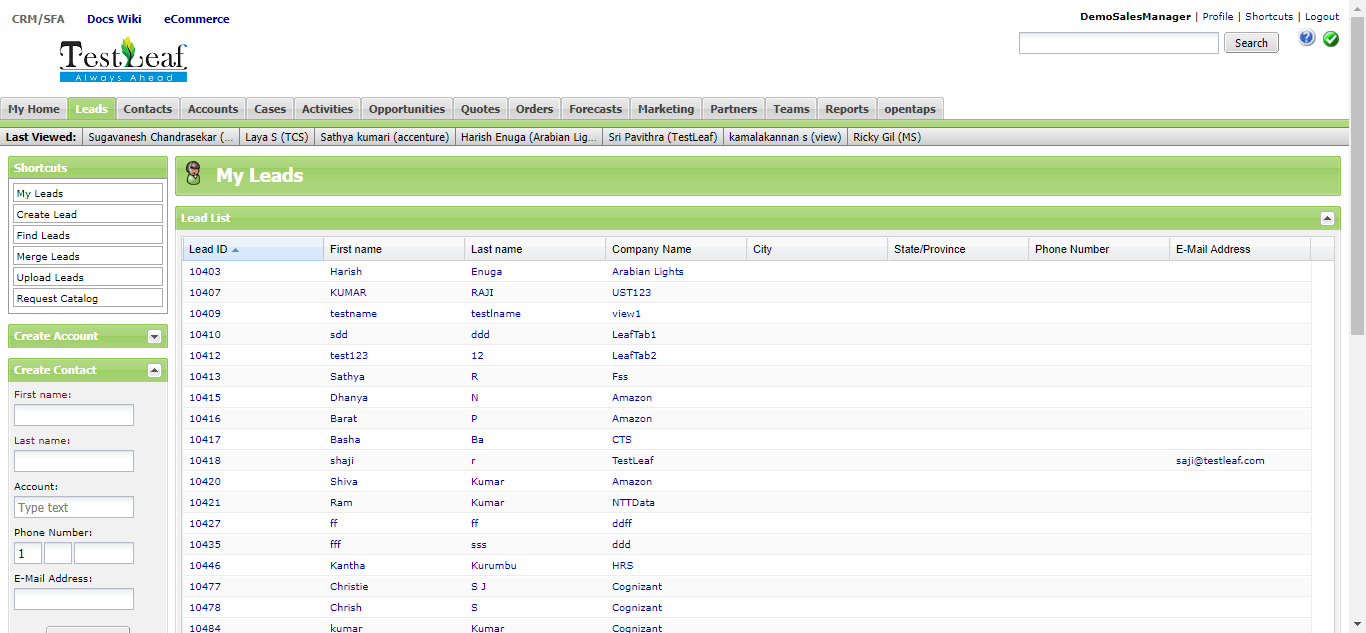 CRM/SFA Docs Wiki eCommerce
DemoSalesManager | Profile | Shortcuts | Logout
TestLeaf
Always Ahead
Search
My Home Leads Contacts Accounts Cases Activities Opportunities Quotes Orders Forecasts Marketing Partners Teams Reports opentaps
Last Viewed: Sugavanesh Chandrasekar (... Laya S (TCS) Sathya kumari (accenture) Harish Enuga (Arabian Lig... Sri Pavithra (TestLeaf) kamalakannan s (view) Ricky Gil (MS)
Shortcuts
My Leads
Create Lead
Find Leads
Merge Leads
Upload Leads
Request Catalog
Create Account
Create Contact
First name:
Last name:
Account:
Type text
Phone Number:
1
E-Mail Address:
My Leads
Lead List
Lead ID First name Last name Company Name City State/Province Phone Number E-Mail Address
10403 Harish Enuga Arabian Lights
10407 KUMAR RAJI UST123
10409 testname testlname view1
10410 sdd ddd LeafTab1
10412 test123 12 LeafTab2
10413 Sathya R Fss
10415 Dhanya N Amazon
10416 Barat P Amazon
10417 Basha Ba CTS
10418 shaji r TestLeaf saji@testleaf.com
10420 Shiva Kumar Amazon
10421 Ram Kumar NTTData
10427 ff ff ddff
10435 fff sss ddd
10446 Kantha Kurumbu HRS
10477 Christie S J Cognizant
10478 Chrish S Cognizant
10484 kumar Kumar Cognizant